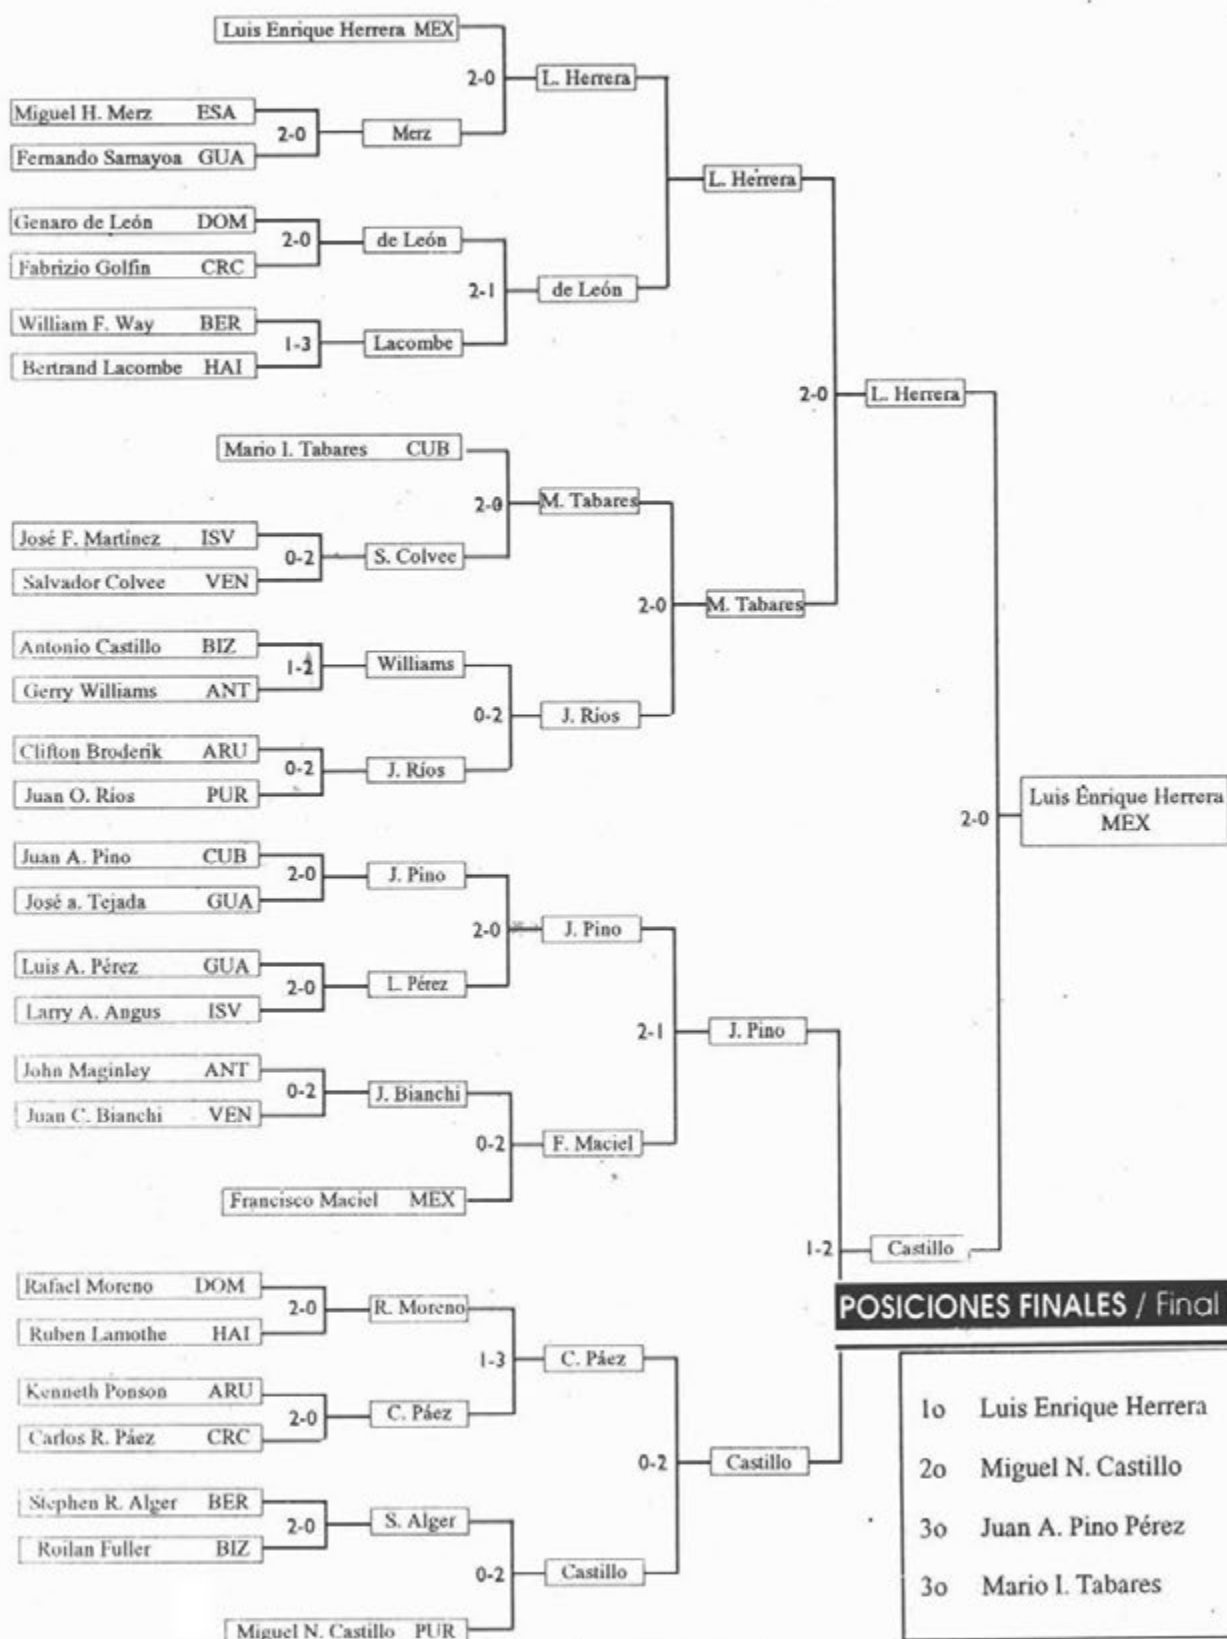 Luis Enrique Herrera MEX
2-0
L. Herrera
Miguel H. Merz ESA
2-0
Merz
Fernando Samayoa GUA
L. Herrera
Genaro de León DOM
2-0
de León
Fabrizio Golfin CRC
2-1
de León
William F. Way BER
1-3
Lacombe
Bertrand Lacombe HAI
2-0
L. Herrera
Mario I. Tabares CUB
2-0
M. Tabares
José F. Martinez ISV
0-2
S. Colvee
Salvador Colvee VEN
2-0
M. Tabares
Antonio Castillo BIZ
1-2
Williams
Gerry Williams ANT
0-2
J. Ríos
Clifton Broderik ARU
0-2
J. Ríos
Juan O. Ríos PUR
2-0
Luis Enrique Herrera
MEX
Juan A. Pino CUB
2-0
J. Pino
José a. Tejada GUA
2-0
J. Pino
Luis A. Pérez GUA
2-0
L. Pérez
Larry A. Angus ISV
2-1
J. Pino
John Maginley ANT
0-2
J. Bianchi
Juan C. Bianchi VEN
0-2
F. Maciel
Francisco Maciel MEX
1-2
Castillo
Rafael Moreno DOM
2-0
R. Moreno
Ruben Lamothe HAI
1-3
C. Páez
Kenneth Ponson ARU
2-0
C. Páez
Carlos R. Páez CRC
0-2
Castillo
Stephen R. Alger BER
2-0
S. Alger
Roilan Fuller BIZ
0-2
Castillo
Miguel N. Castillo PUR
POSICIONES FINALES / Final
1o Luis Enrique Herrera
2o Miguel N. Castillo
3o Juan A. Pino Pérez
3o Mario I. Tabares